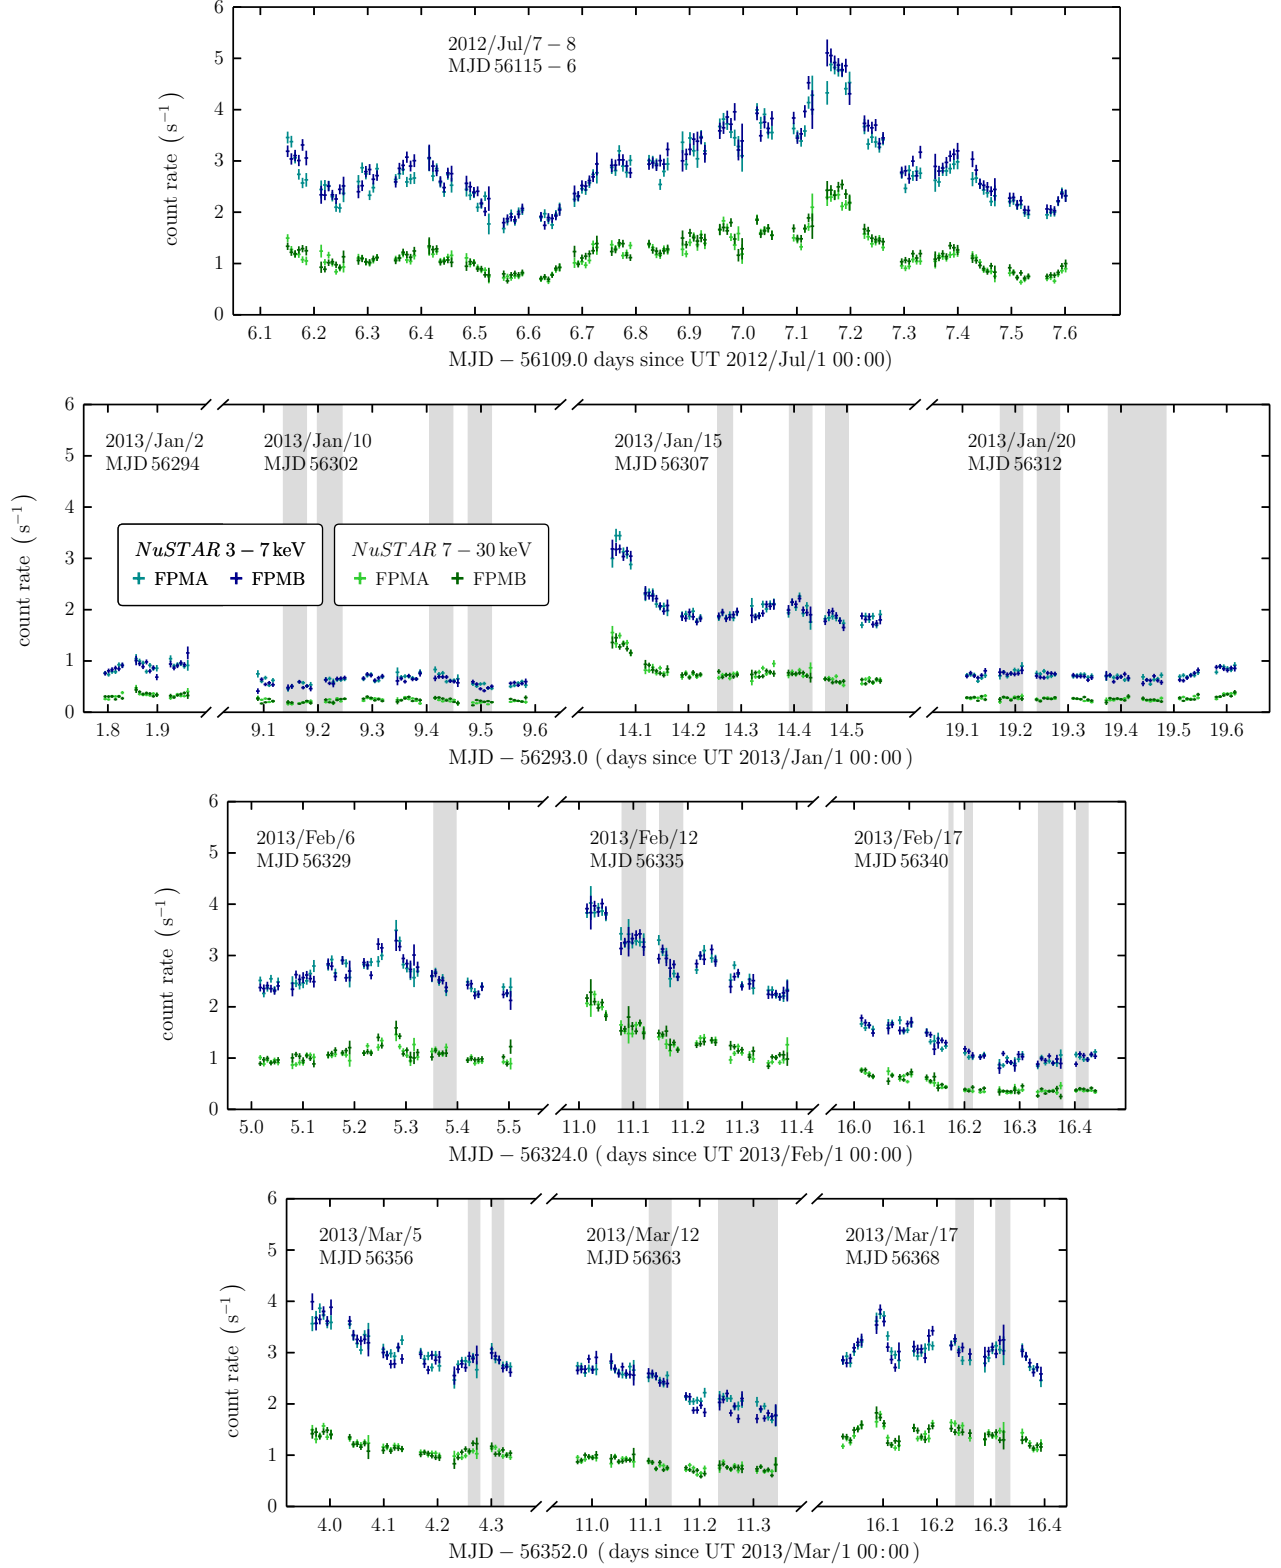 6
5
4
3
2
1
0
count rate ( s⁻¹ )
2012/Jul/7 – 8
MJD 56115 – 6
6.1 6.2 6.3 6.4 6.5 6.6 6.7 6.8 6.9 7.0 7.1 7.2 7.3 7.4 7.5 7.6
MJD – 56109.0 days since UT 2012/Jul/1 00:00)
6
5
4
3
2
1
0
count rate ( s⁻¹ )
2013/Jan/2
MJD 56294
2013/Jan/10
MJD 56302
2013/Jan/15
MJD 56307
2013/Jan/20
MJD 56312
NuSTAR 3 – 7 keV
FPMA FPMB
NuSTAR 7 – 30 keV
FPMA FPMB
1.8 1.9 9.1 9.2 9.3 9.4 9.5 9.6 14.1 14.2 14.3 14.4 14.5 19.1 19.2 19.3 19.4 19.5 19.6
MJD – 56293.0 ( days since UT 2013/Jan/1 00:00)
6
5
4
3
2
1
0
count rate ( s⁻¹ )
2013/Feb/6
MJD 56329
2013/Feb/12
MJD 56335
2013/Feb/17
MJD 56340
5.0 5.1 5.2 5.3 5.4 5.5 11.0 11.1 11.2 11.3 11.4 16.0 16.1 16.2 16.3 16.4
MJD – 56324.0 ( days since UT 2013/Feb/1 00:00)
6
5
4
3
2
1
0
count rate ( s⁻¹ )
2013/Mar/5
MJD 56356
2013/Mar/12
MJD 56363
2013/Mar/17
MJD 56368
4.0 4.1 4.2 4.3 11.0 11.1 11.2 11.3 16.1 16.2 16.3 16.4
MJD – 56352.0 ( days since UT 2013/Mar/1 00:00)